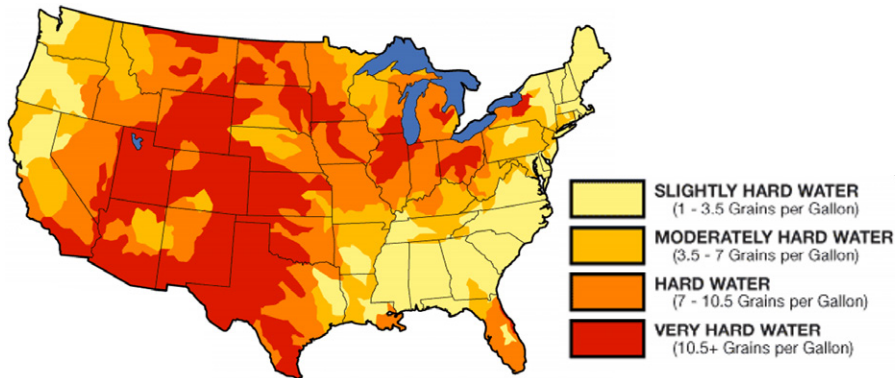 SLIGHTLY HARD WATER
(1 - 3.5 Grains per Gallon)
MODERATELY HARD WATER
(3.5 - 7 Grains per Gallon)
HARD WATER
(7 - 10.5 Grains per Gallon)
VERY HARD WATER
(10.5+ Grains per Gallon)